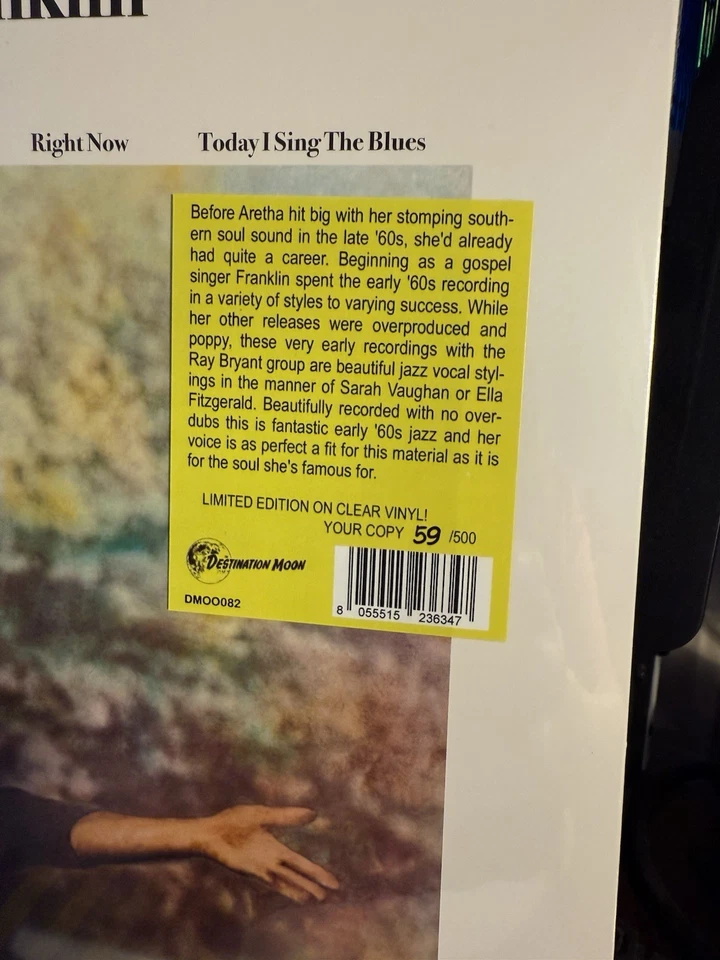 Right Now Today I Sing The Blues
Before Aretha hit big with her stomping south-
ern soul sound in the late '60s, she'd already
had quite a career. Beginning as a gospel
singer Franklin spent the early '60s recording
in a variety of styles to varying success. While
her other releases were overproduced and
poppy, these very early recordings with the
Ray Bryant group are beautiful jazz vocal styl-
ings in the manner of Sarah Vaughan or Ella
Fitzgerald. Beautifully recorded with no over-
dubs this is fantastic early '60s jazz and her
voice is as perfect a fit for this material as it is
for the soul she's famous for.
LIMITED EDITION ON CLEAR VINYL!
YOUR COPY 59 /500
DESTINATION MOON
DMOO082
8 055515 236347